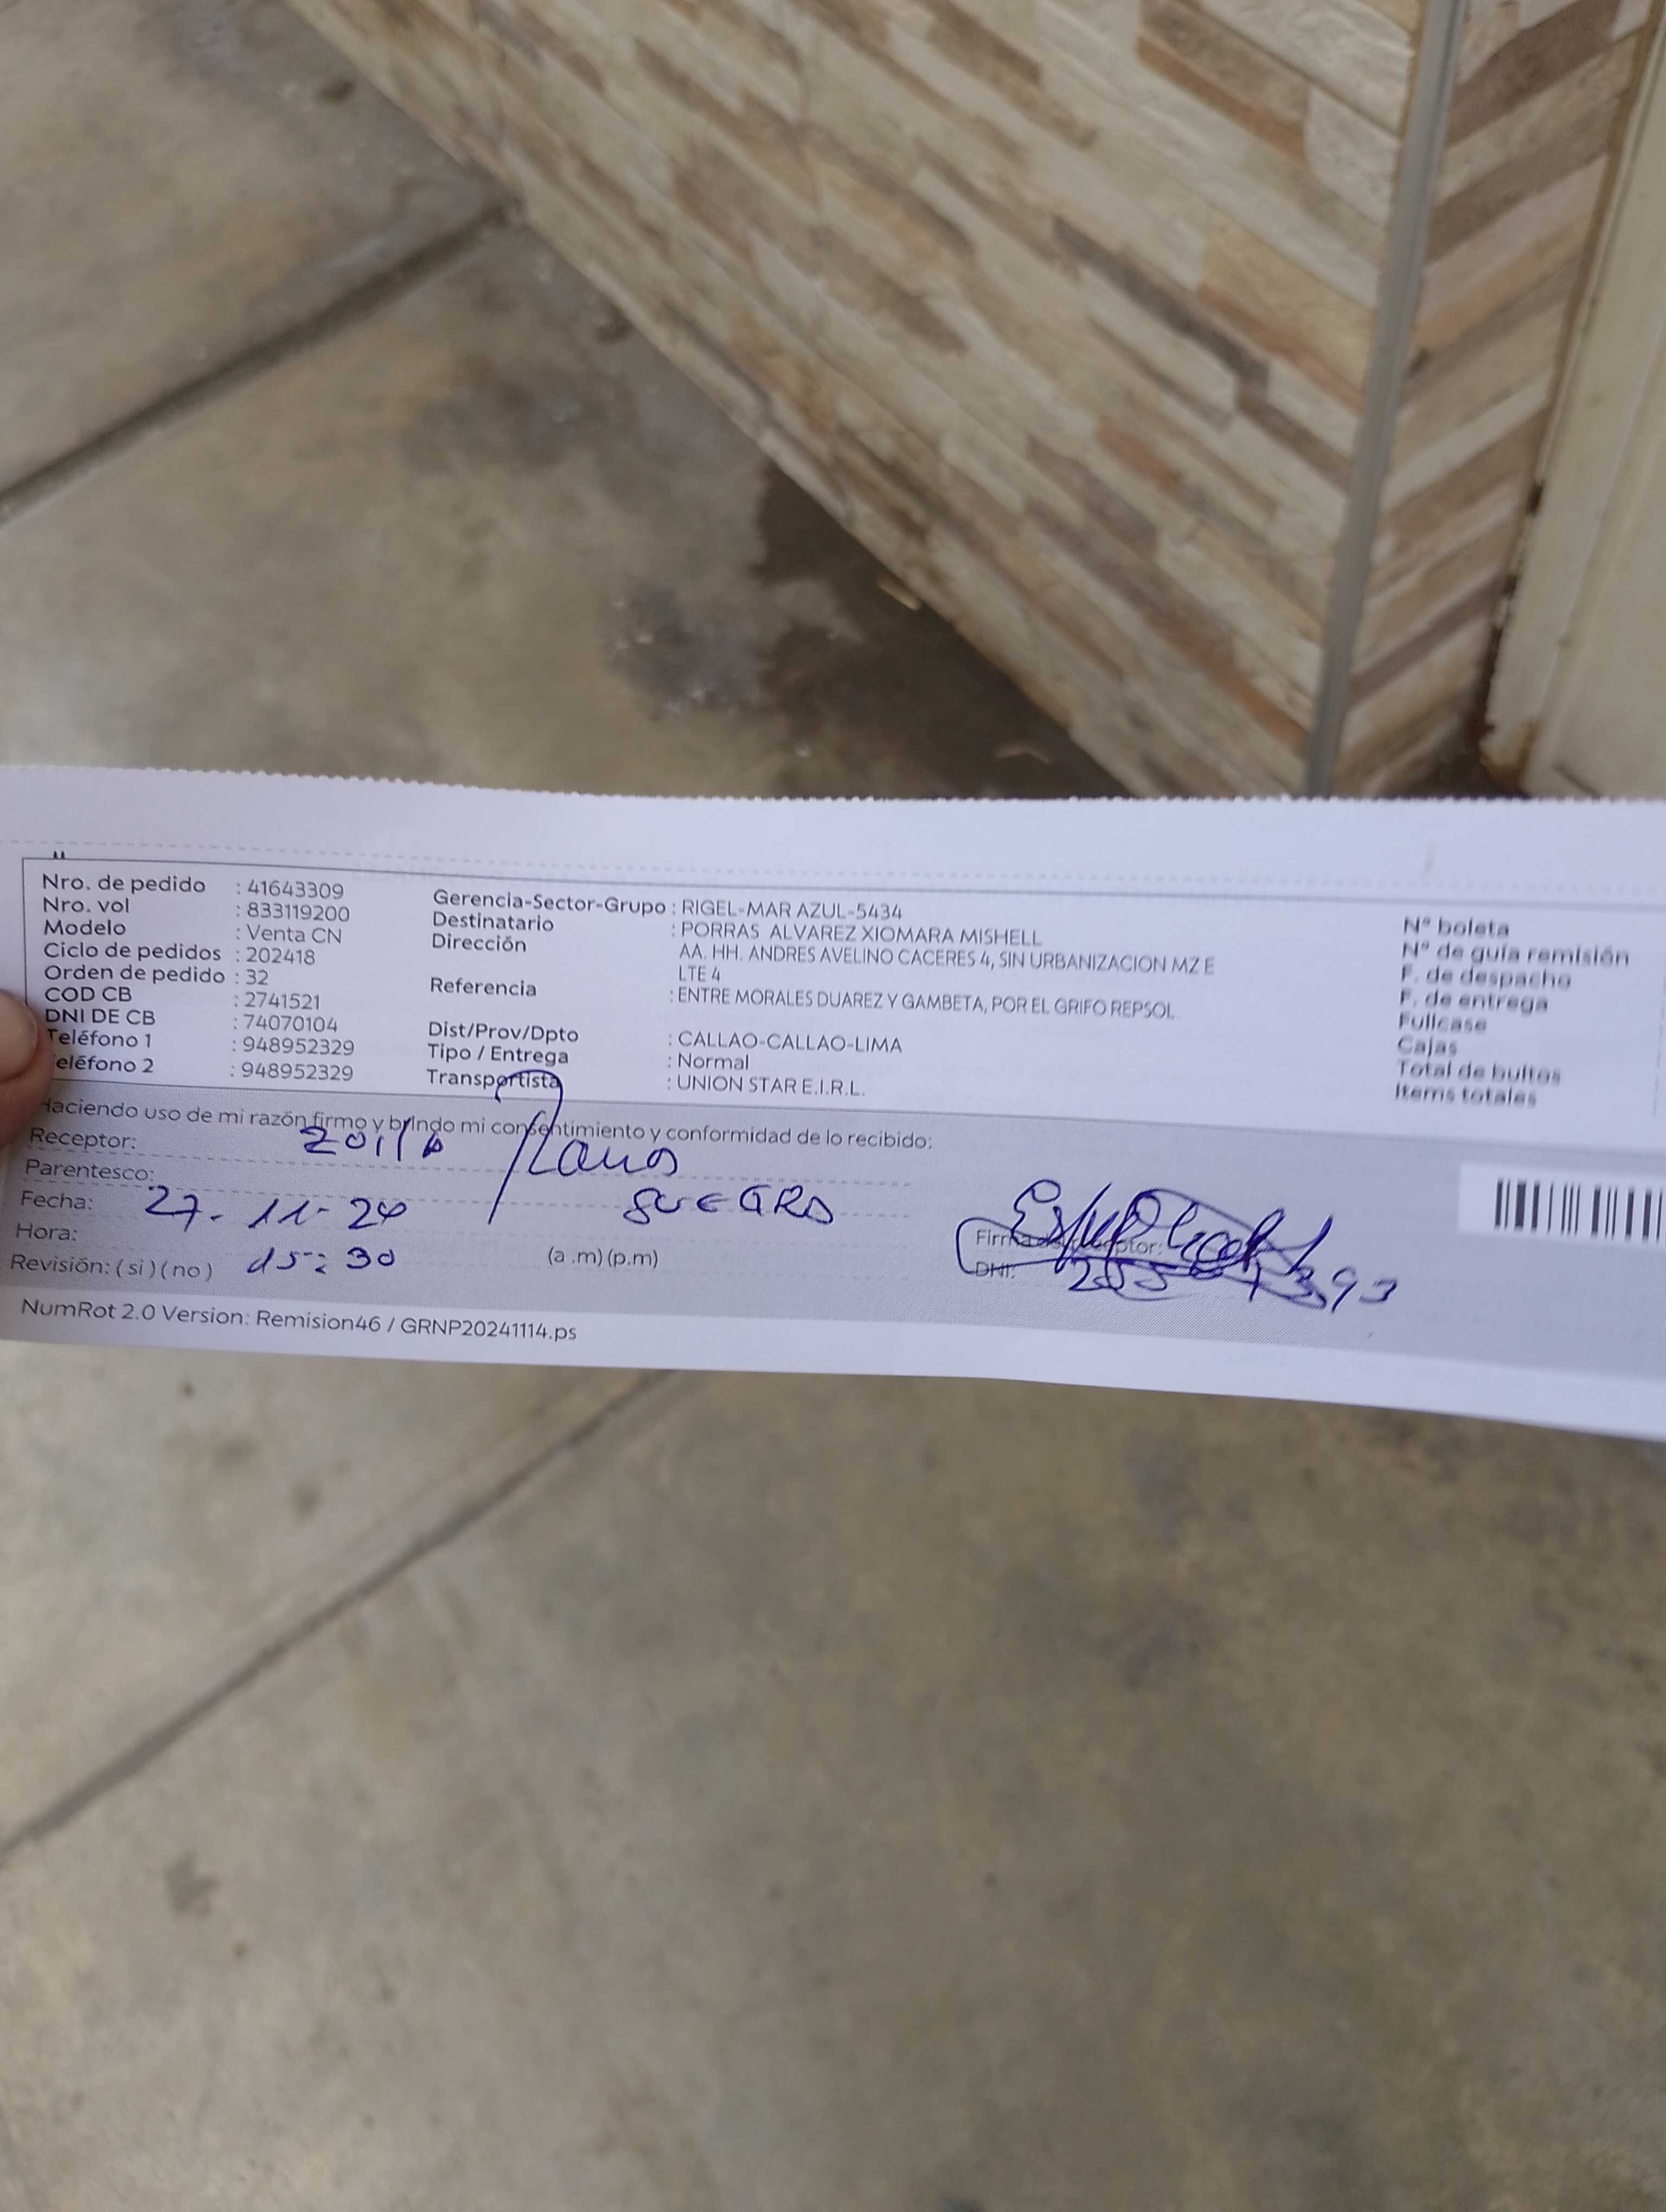 Nro. de pedido : 41643309
Nro. vol : 833119200
Modelo : Venta CN
Ciclo de pedidos : 202418
Orden de pedido : 32
COD CB : 2741521
DNI DE CB : 74070104
Teléfono 1 : 948952329
eléfono 2 : 948952329
Gerencia-Sector-Grupo : RIGEL-MAR AZUL-5434
Destinatario : PORRAS ALVAREZ XIOMARA MISHELL
Dirección AA. HH. ANDRES AVELINO CACERES 4, SIN URBANIZACION MZ E
LTE 4
Referencia : ENTRE MORALES DUAREZ Y GAMBETA, POR EL GRIFO REPSOL
Dist/Prov/Dpto : CALLAO-CALLAO-LIMA
Tipo / Entrega : Normal
Transportista : UNION STAR E.I.R.L.
N° boleta
N° de guía remisión
F. de despacho
F. de entrega
Fullcase
Cajas
Total de bultos
Items totales
Haciendo uso de mi razón firmo y brindo mi consentimiento y conformidad de lo recibido:
Receptor:
Parentesco: SUEGRO
Fecha: 27-11-24
Hora: 15:30 (a.m) (p.m)
Revisión: ( si ) ( no )
Firma receptor:
DNI:
NumRot 2.0 Version: Remision46 / GRNP20241114.ps